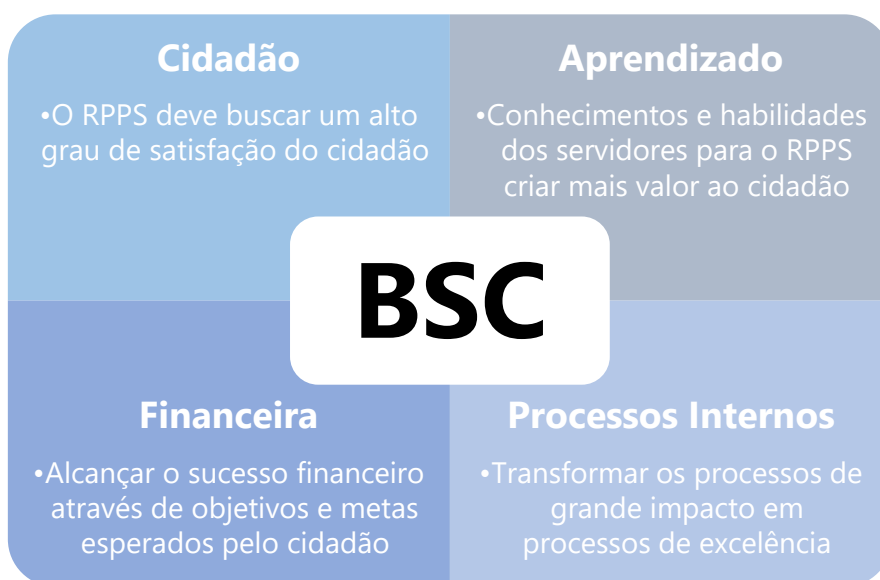 Cidadão
•O RPPS deve buscar um alto
grau de satisfação do cidadão
Aprendizado
•Conhecimentos e habilidades
dos servidores para o RPPS
criar mais valor ao cidadão
BSC
Financeira
•Alcançar o sucesso financeiro
através de objetivos e metas
esperados pelo cidadão
Processos Internos
•Transformar os processos de
grande impacto em
processos de excelência